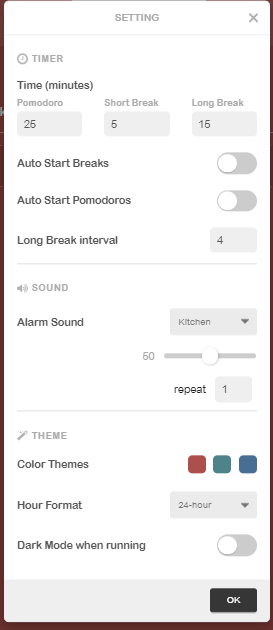 SETTING
TIMER
Time (minutes)
Pomodoro Short Break Long Break
25 5 15
Auto Start Breaks
Auto Start Pomodoros
Long Break interval 4
SOUND
Alarm Sound Kitchen
50
repeat 1
THEME
Color Themes
Hour Format 24-hour
Dark Mode when running
OK